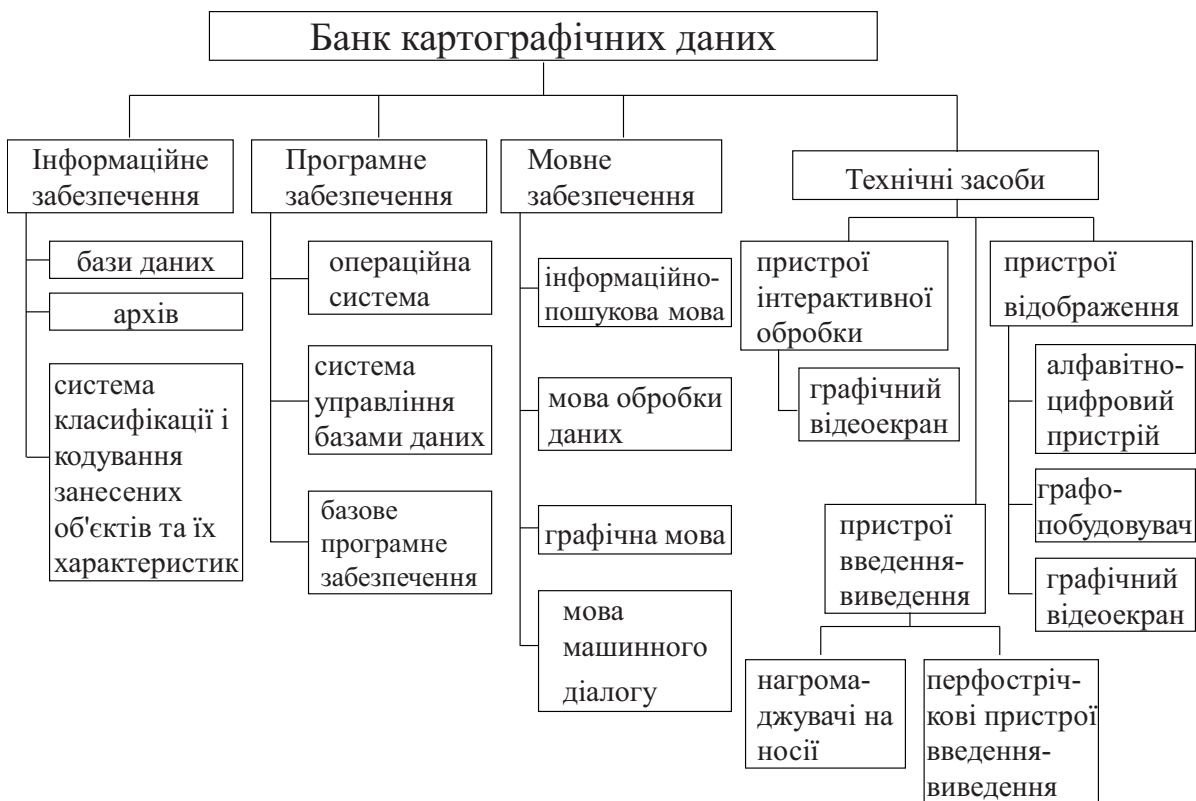 Банк картографічних даних
Інформаційне
забезпечення
бази даних
архів
система
класифікації і
кодування
занесених
об'єктів та їх
характеристик
Програмне
забезпечення
операційна
система
система
управління
базами даних
базове
програмне
забезпечення
Мовне
забезпечення
інформаційно-
пошукова мова
мова обробки
даних
графічна мова
мова
машинного
діалогу
Технічні засоби
пристрої
інтерактивної
обробки
графічний
відеоекран
пристрої
введення-
виведення
нагрома-
джувачі на
носії
перфостріч-
кові пристрої
введення-
виведення
пристрої
відображення
алфавітно-
цифровий
пристрій
графо-
побудовувач
графічний
відеоекран